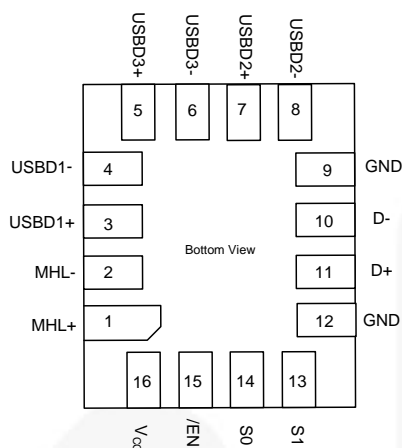 USBD3+ USBD3- USBD2+ USBD2-
5 6 7 8
USBD1- 4 9 GND
USBD1+ 3 10 D-
Bottom View
MHL- 2 11 D+
MHL+ 1 12 GND
16 15 14 13
/EN S0 S1